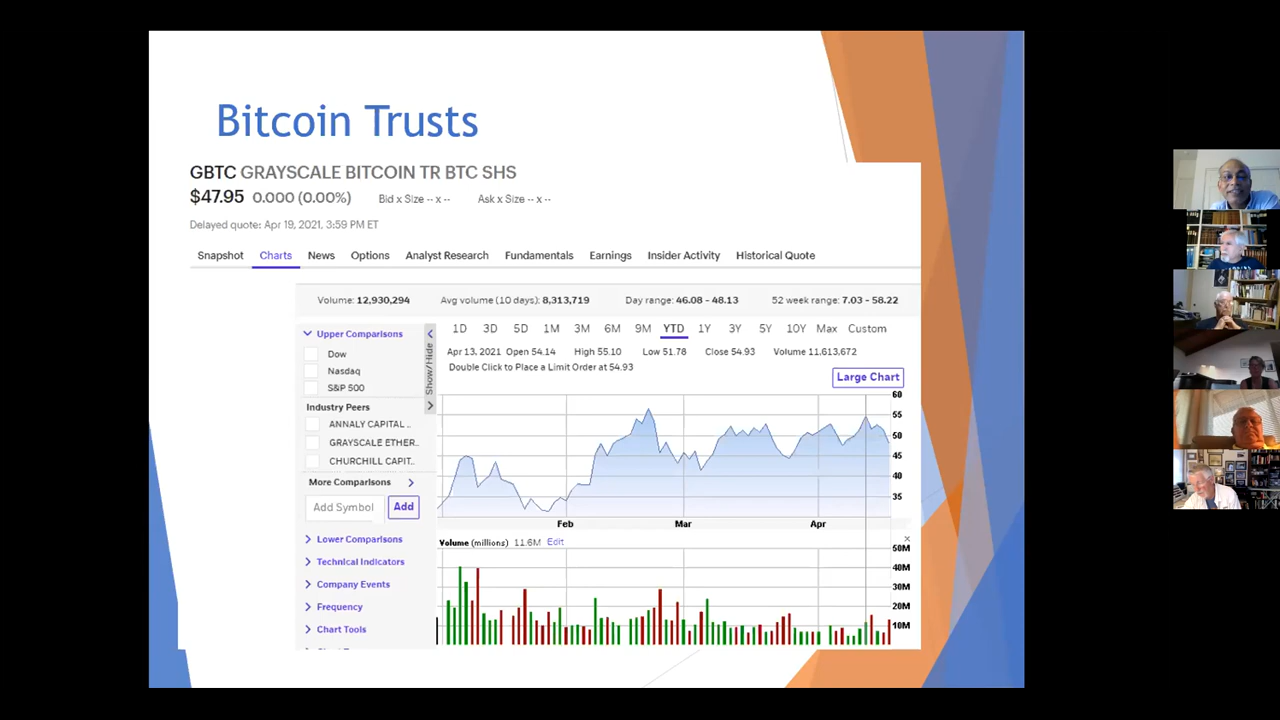 Bitcoin Trusts
GBTC GRAYSCALE BITCOIN TR BTC SHS
$47.95 0.000 (0.00%) Bid x Size -- x -- Ask x Size -- x --
Delayed quote: Apr 19, 2021, 3:59 PM ET
Snapshot Charts News Options Analyst Research Fundamentals Earnings Insider Activity Historical Quote
Volume: 12,930,294 Avg volume (10 days): 8,313,719 Day range: 46.08 - 48.13 52 week range: 7.03 - 58.22
Upper Comparisons
Dow
Nasdaq
S&P 500
Industry Peers
ANNALY CAPITAL ..
GRAYSCALE ETHER..
CHURCHILL CAPIT..
More Comparisons
Add Symbol Add
Lower Comparisons
Technical Indicators
Company Events
Frequency
Chart Tools
Show/Hide
1D 3D 5D 1M 3M 6M 9M YTD 1Y 3Y 5Y 10Y Max Custom
Apr 13, 2021 Open 54.14 High 55.10 Low 51.78 Close 54.93 Volume 11,613,672
Double Click to Place a Limit Order at 54.93
Large Chart
60
55
50
45
40
35
Feb Mar Apr
Volume (millions) 11.6M Edit
50M
40M
30M
20M
10M